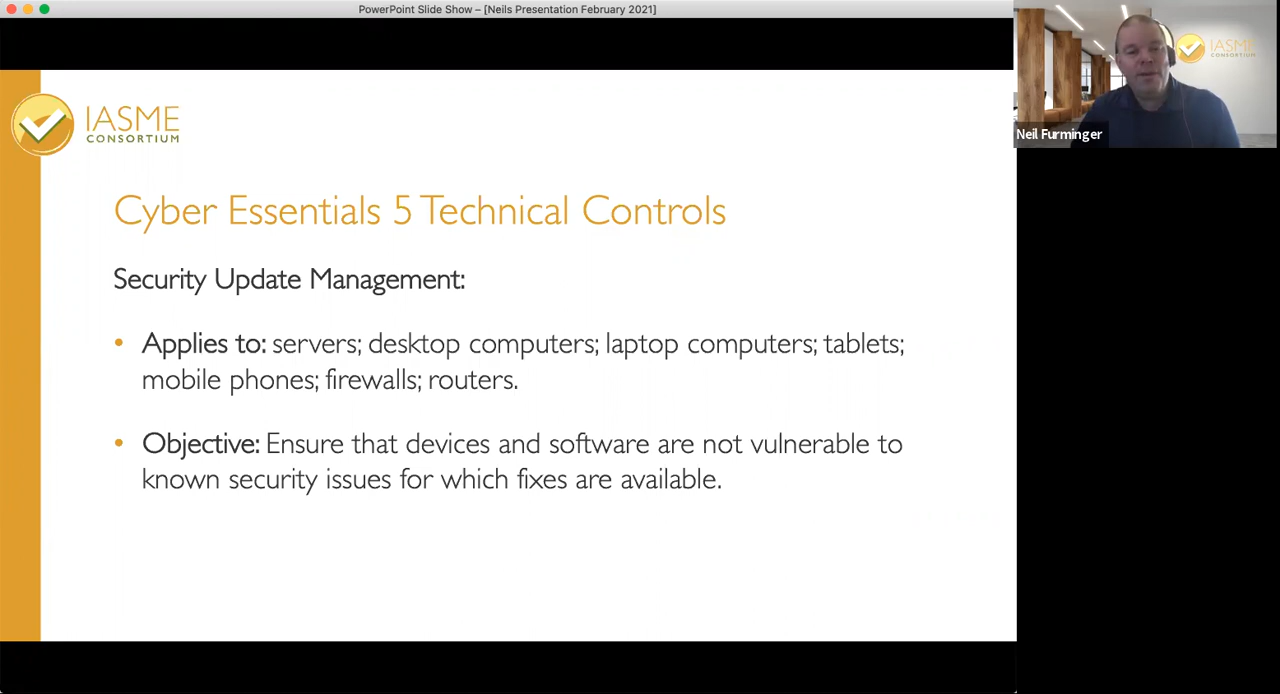 PowerPoint Slide Show – [Neils Presentation February 2021]
IASME
CONSORTIUM
Neil Furminger
IASME
CONSORTIUM
Cyber Essentials 5 Technical Controls
Security Update Management:
• Applies to: servers; desktop computers; laptop computers; tablets;
mobile phones; firewalls; routers.
• Objective: Ensure that devices and software are not vulnerable to
known security issues for which fixes are available.